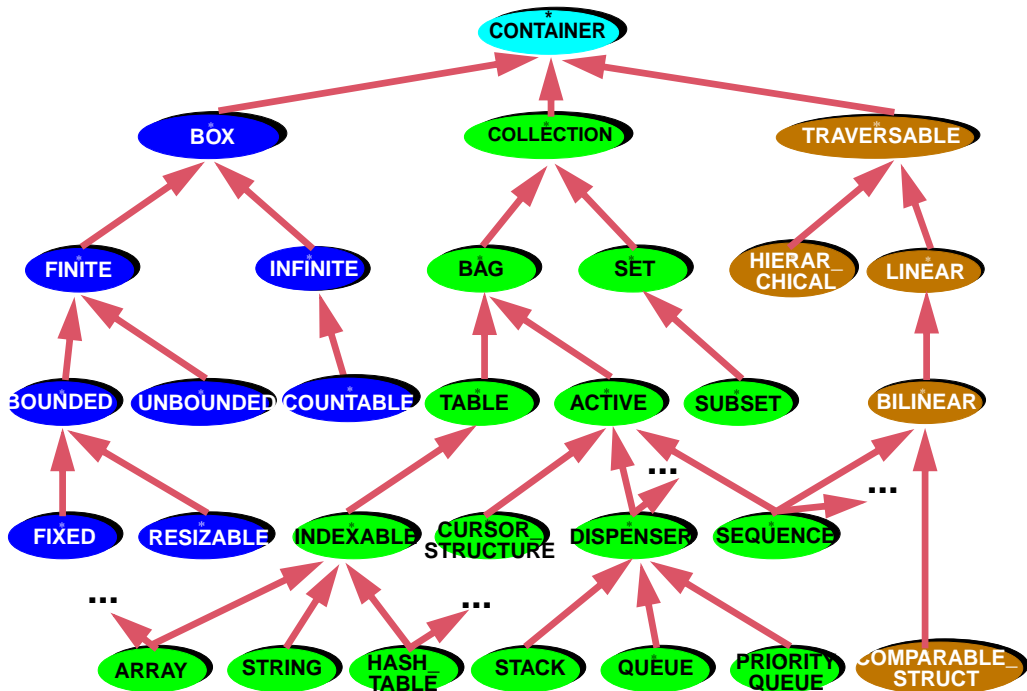 *
CONTAINER
*
BOX
*
COLLECTION
*
TRAVERSABLE
*
FINITE
*
INFINITE
*
BAG
*
SET
HIERAR_
CHICAL
*
LINEAR
*
BOUNDED
*
UNBOUNDED
*
COUNTABLE
*
TABLE
*
ACTIVE
*
SUBSET
*
BILINEAR
...
...
*
FIXED
*
RESIZABLE
*
INDEXABLE
*
CURSOR_
STRUCTURE
*
DISPENSER
*
SEQUENCE
...
...
ARRAY
STRING
HASH_
TABLE
STACK
*
QUEUE
PRIORITY_
QUEUE
COMPARABLE_
STRUCT